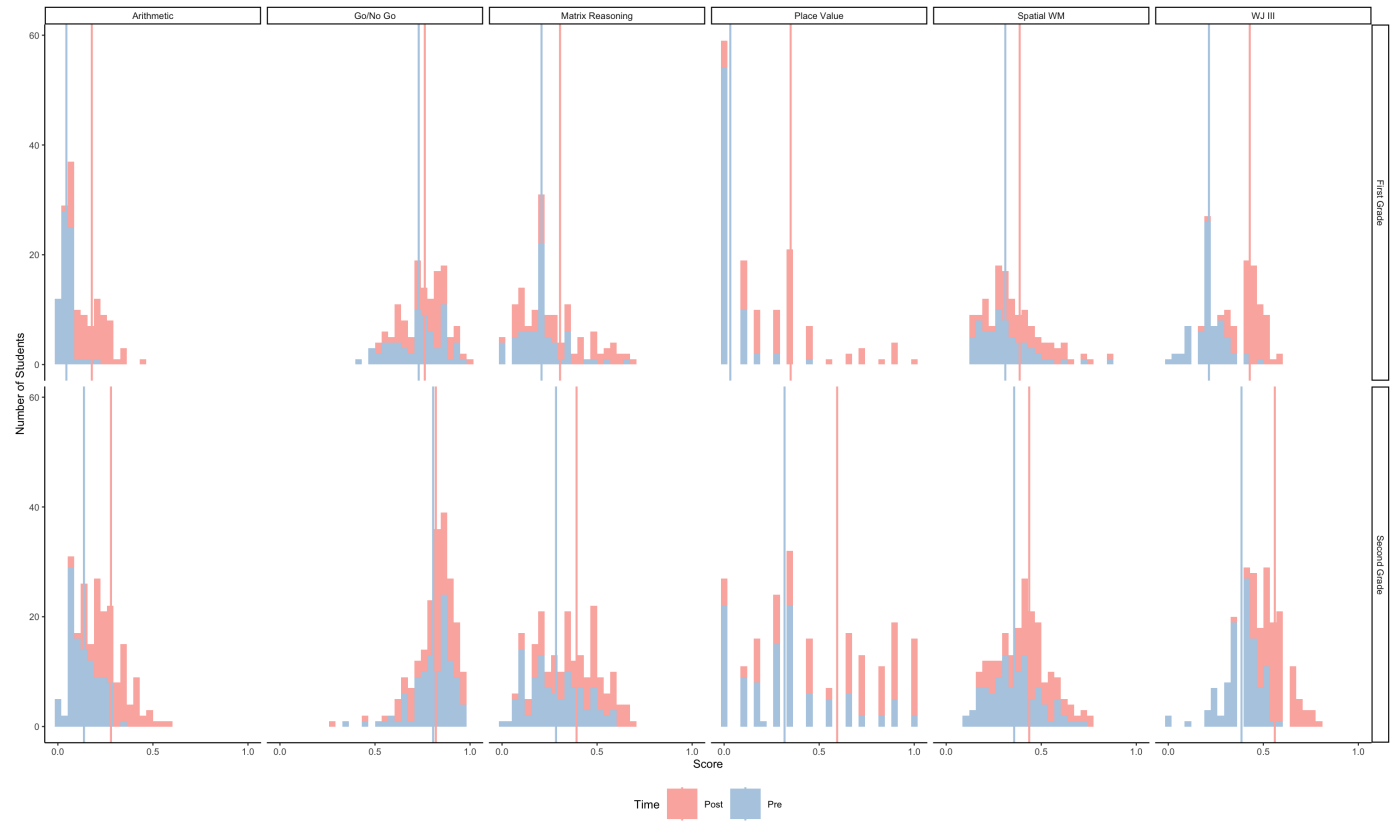 Arithmetic
Go/No Go
Matrix Reasoning
Place Value
Spatial WM
WJ III
60
40
20
0
First Grade
Number of Students
60
40
20
0
Second Grade
0.0 0.5 1.0
0.0 0.5 1.0
0.0 0.5 1.0
0.0 0.5 1.0
0.0 0.5 1.0
0.0 0.5 1.0
Score
Time Post Pre